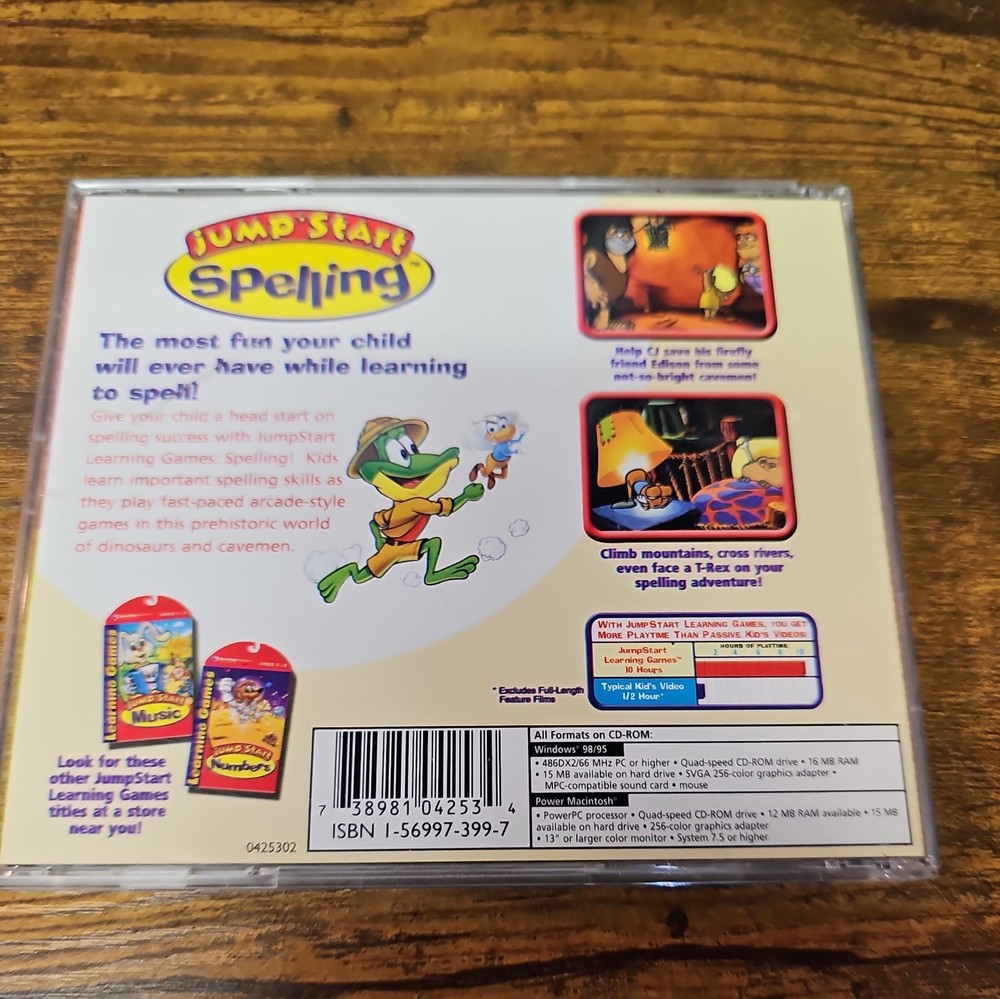 JumpStart
Spelling™
The most fun your child
will ever have while learning
to spell!
Give your child a head start on
spelling success with JumpStart
Learning Games: Spelling! Kids
learn important spelling skills as
they play fast-paced arcade-style
games in this prehistoric world
of dinosaurs and cavemen.
Help CJ save his firefly
friend Edison from some
not-so-bright cavemen!
Climb mountains, cross rivers,
even face a T-Rex on your
spelling adventure!
WITH JUMPSTART LEARNING GAMES, YOU GET
MORE PLAYTIME THAN PASSIVE KID'S VIDEOS!
HOURS OF PLAYTIME
2 4 6 8 10
JumpStart
Learning Games™
10 Hours
Typical Kid's Video
1/2 Hour*
* Excludes Full-Length
Feature Films
Learning Games
JumpStart
Music
Learning Games
JumpStart
Numbers
Look for these
other JumpStart
Learning Games
titles at a store
near you!
0425302
7 38981 04253 4
ISBN 1-56997-399-7
All Formats on CD-ROM:
Windows® 98/95
• 486DX2/66 MHz PC or higher • Quad-speed CD-ROM drive • 16 MB RAM
• 15 MB available on hard drive • SVGA 256-color graphics adapter •
MPC-compatible sound card • mouse
Power Macintosh®
• PowerPC processor • Quad-speed CD-ROM drive • 12 MB RAM available • 15 MB
available on hard drive • 256-color graphics adapter
• 13" or larger color monitor • System 7.5 or higher